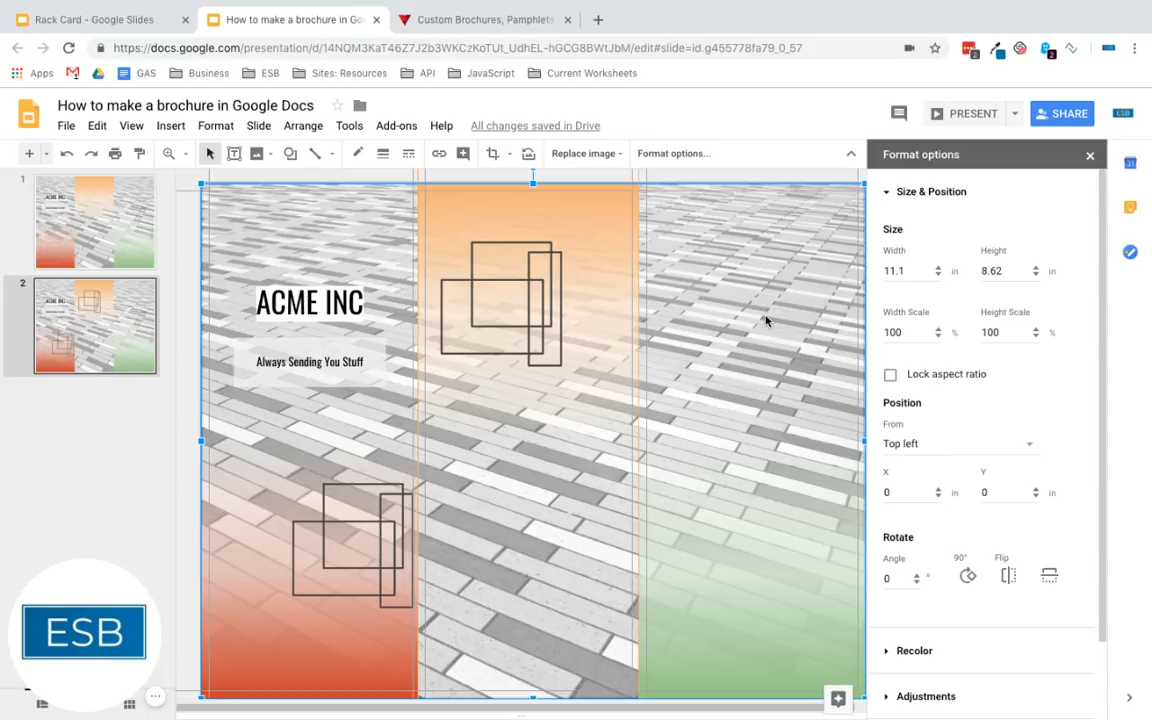 Rack Card - Google Slides
How to make a brochure in Go
Custom Brochures, Pamphlets
https://docs.google.com/presentation/d/14NQM3KaT46Z7J2b3WKCzKoTUt_UdhEL-hGCG8BWtJbM/edit#slide=id.g455778fa79_0_57
Apps
GAS
Business
ESB
Sites: Resources
API
JavaScript
Current Worksheets
How to make a brochure in Google Docs
PRESENT
SHARE
ESB
File Edit View Insert Format Slide Arrange Tools Add-ons Help All changes saved in Drive
Replace image
Format options...
Format options
1
2
Size & Position
Size
Width Height
11.1 in 8.62 in
Width Scale Height Scale
100 % 100 %
Lock aspect ratio
Position
From
Top left
X Y
0 in 0 in
Rotate
Angle 90° Flip
0 °
Recolor
Adjustments
ACME INC
Always Sending You Stuff
ESB